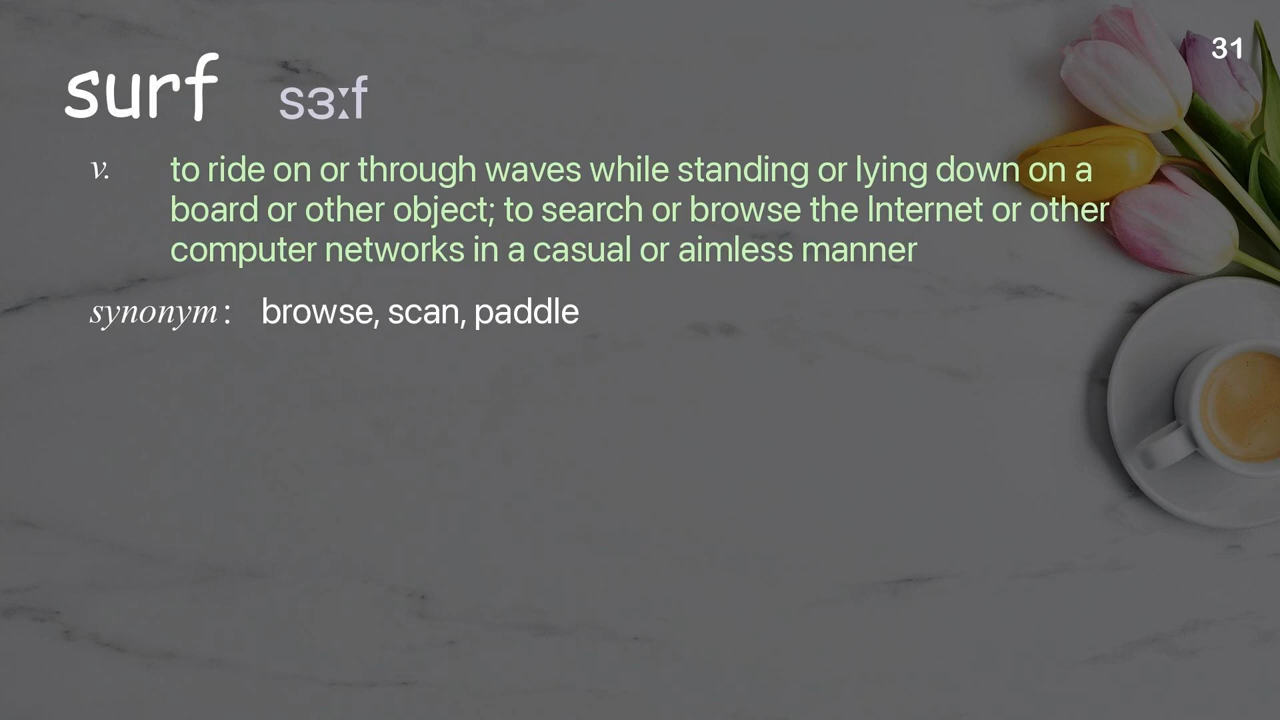 31
surf sɜːf
v. to ride on or through waves while standing or lying down on a
board or other object; to search or browse the Internet or other
computer networks in a casual or aimless manner
synonym : browse, scan, paddle